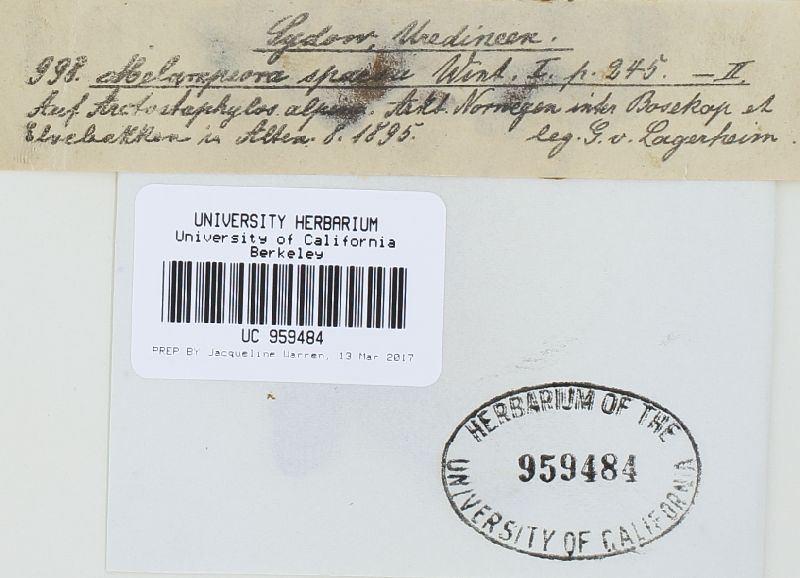 Sydow, Uredineen.
998. Melampsora sparsa Wint. I. p. 245. — II.
Auf Arctostaphylos alpina. Arkt. Norwegen inter Bosekop et
Elvebakken in Alten. 8. 1895. leg. G. v. Lagerheim.
UNIVERSITY HERBARIUM
University of California
Berkeley
UC 959484
PREP BY Jacqueline Warren, 13 Mar 2017
HERBARIUM OF THE
959484
UNIVERSITY OF CALIFORNIA